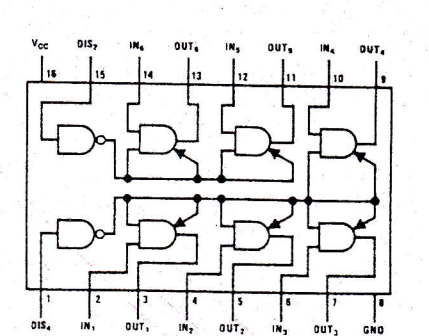 VCC DIS2 IN6 OUT6 IN5 OUT5 IN4 OUT4
16 15 14 13 12 11 10 9
1 2 3 4 5 6 7 8
DIS4 IN1 OUT1 IN2 OUT2 IN3 OUT3 GND